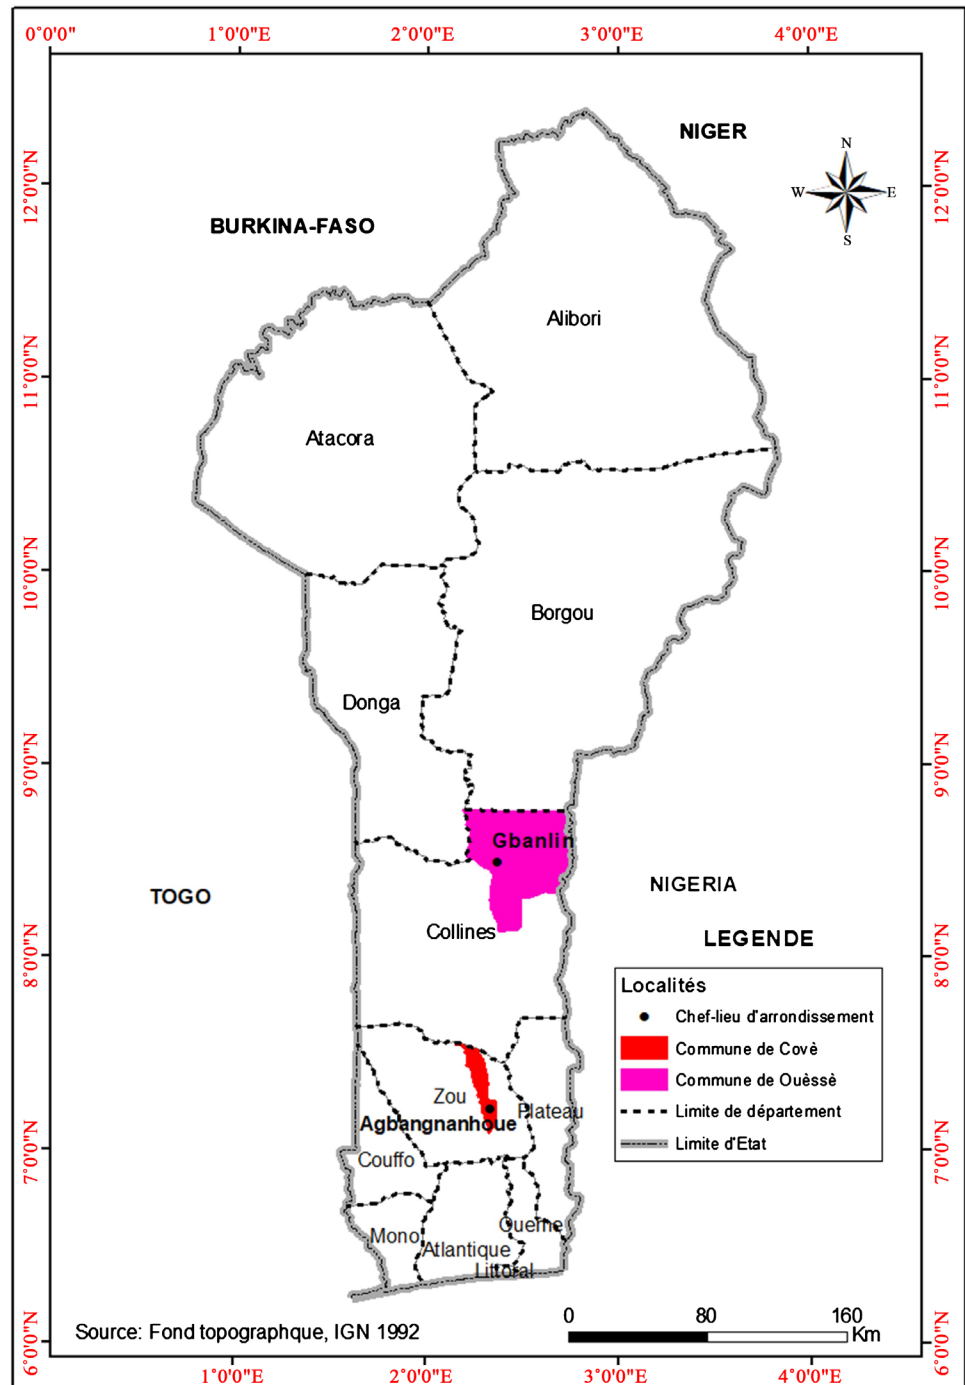 0°0'0" 1°0'0"E 2°0'0"E 3°0'0"E 4°0'0"E
12°0'0"N
11°0'0"N
10°0'0"N
9°0'0"N
8°0'0"N
7°0'0"N
6°0'0"N
12°0'0"N
11°0'0"N
10°0'0"N
9°0'0"N
8°0'0"N
7°0'0"N
6°0'0"N
NIGER
N
W E
S
BURKINA-FASO
Alibori
Atacora
Borgou
Donga
Gbanlin
TOGO
NIGERIA
Collines
LEGENDE
Localités
Chef-lieu d'arrondissement
Commune de Covè
Commune de Ouèssè
Limite de département
Limite d'Etat
Zou
Plateau
Agbangnanhoue
Couffo
Mono
Oueme
Atlantique
Littoral
Source: Fond topographque, IGN 1992
0 80 160
Km
1°0'0"E 2°0'0"E 3°0'0"E 4°0'0"E